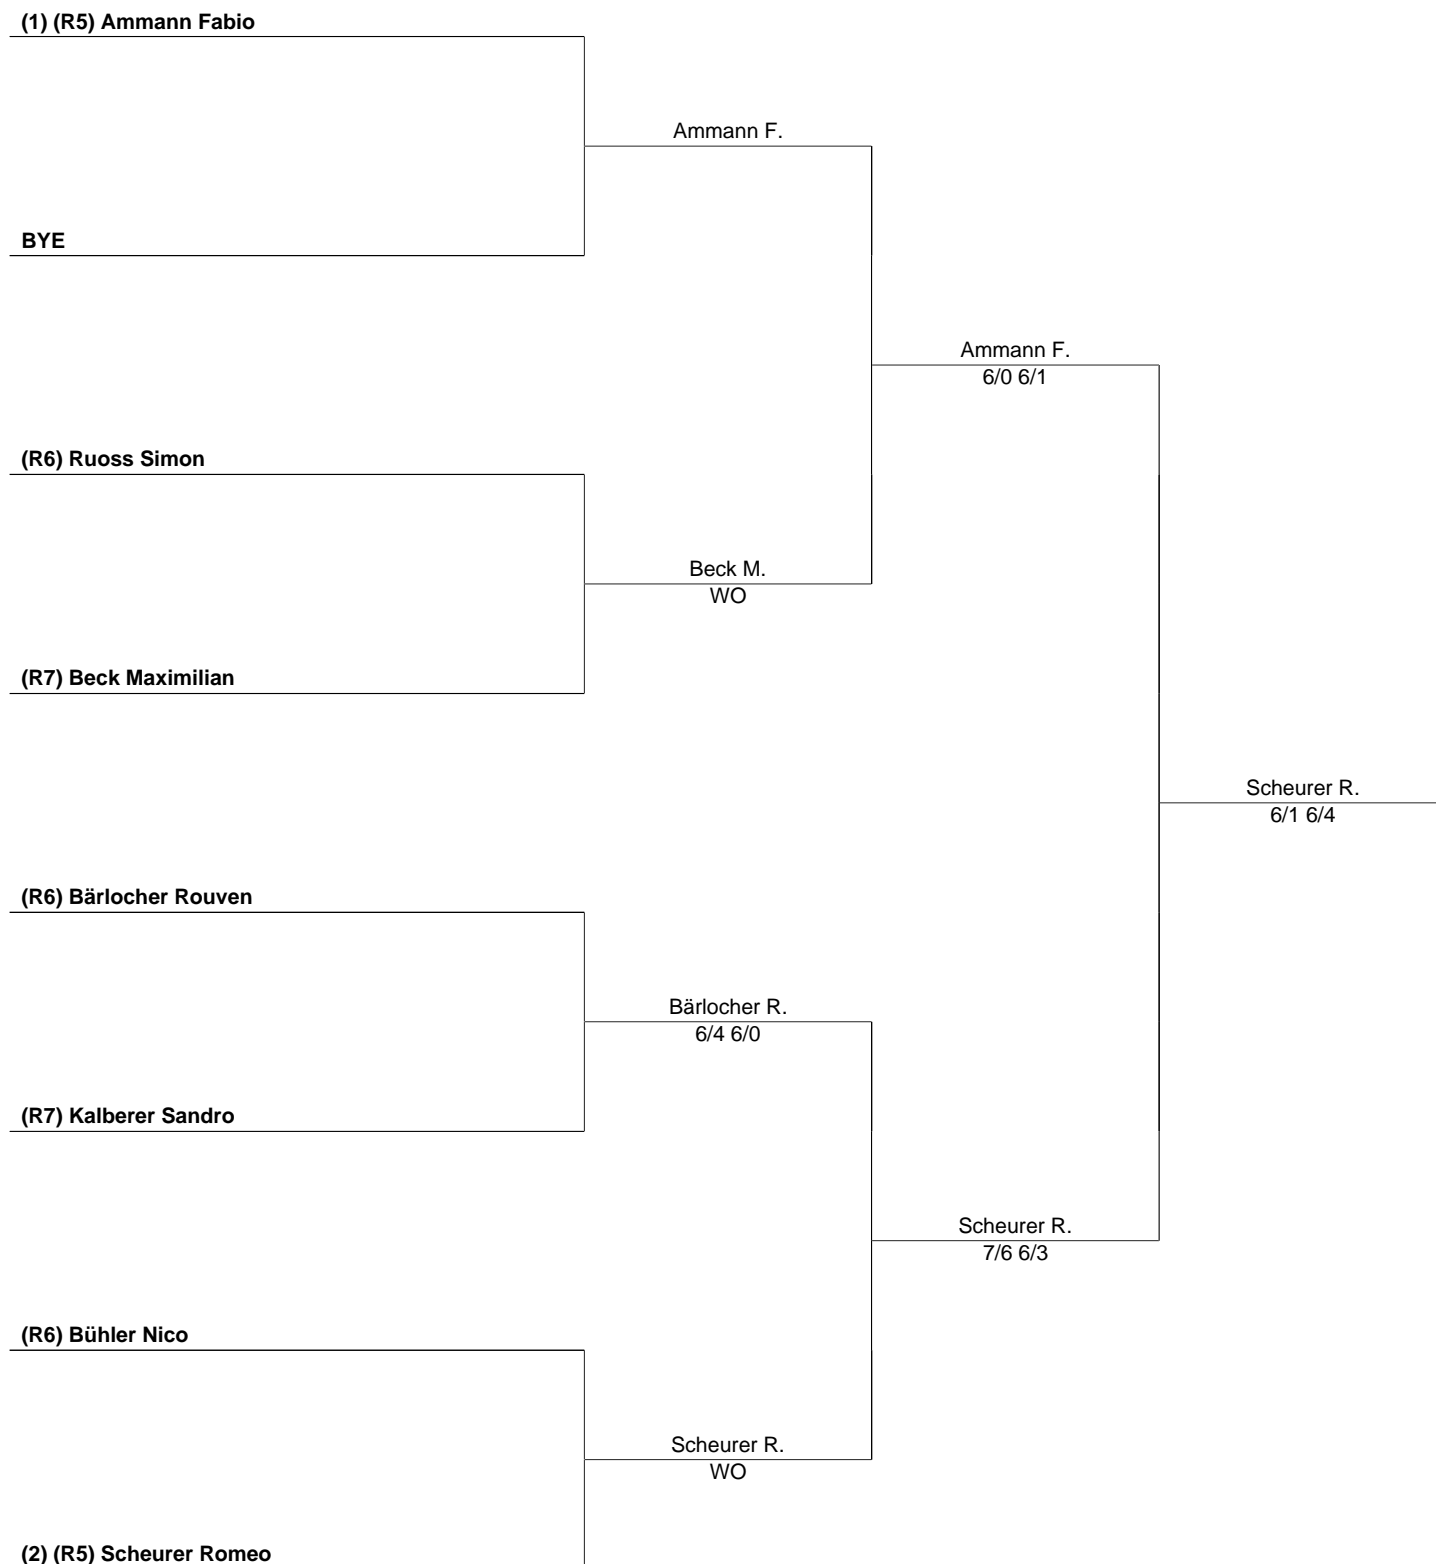 (1) (R5) Ammann Fabio
Ammann F.
BYE
Ammann F.
6/0 6/1
(R6) Ruoss Simon
Beck M.
WO
(R7) Beck Maximilian
Scheurer R.
6/1 6/4
(R6) Bärlocher Rouven
Bärlocher R.
6/4 6/0
(R7) Kalberer Sandro
Scheurer R.
7/6 6/3
(R6) Bühler Nico
Scheurer R.
WO
(2) (R5) Scheurer Romeo